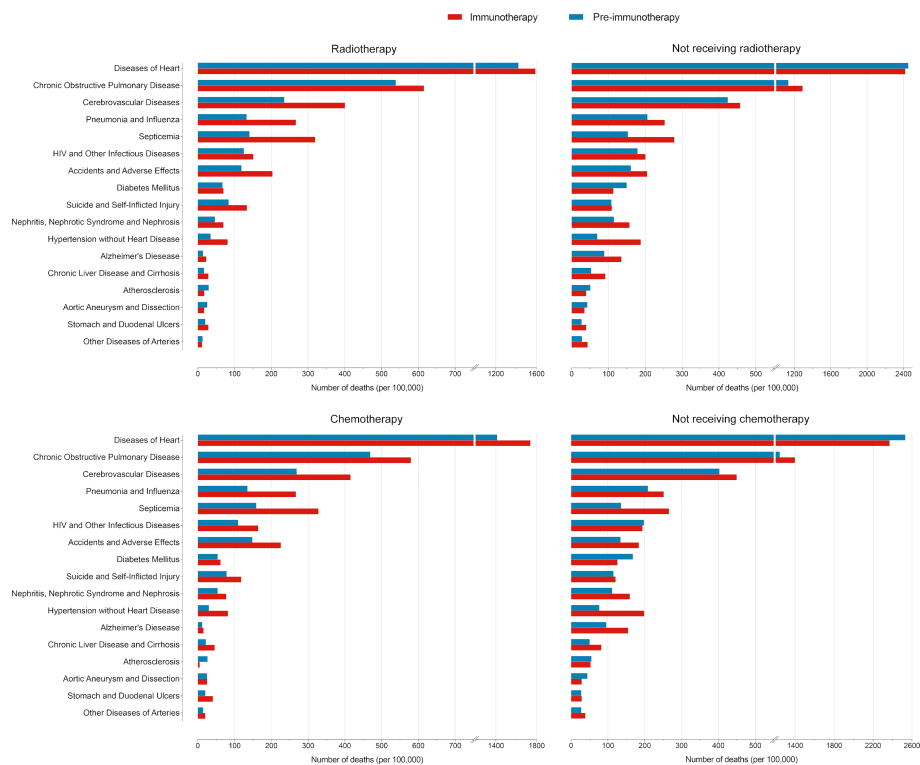 Immunotherapy Pre-immunotherapy
Radiotherapy
Diseases of Heart
Chronic Obstructive Pulmonary Disease
Cerebrovascular Diseases
Pneumonia and Influenza
Septicemia
HIV and Other Infectious Diseases
Accidents and Adverse Effects
Diabetes Mellitus
Suicide and Self-Inflicted Injury
Nephritis, Nephrotic Syndrome and Nephrosis
Hypertension without Heart Disease
Alzheimer's Diesease
Chronic Liver Disease and Cirrhosis
Atherosclerosis
Aortic Aneurysm and Dissection
Stomach and Duodenal Ulcers
Other Diseases of Arteries
0 100 200 300 400 500 600 700 1200 1600
Number of deaths (per 100,000)
Not receiving radiotherapy
0 100 200 300 400 500 1200 1600 2000 2400
Number of deaths (per 100,000)
Chemotherapy
Diseases of Heart
Chronic Obstructive Pulmonary Disease
Cerebrovascular Diseases
Pneumonia and Influenza
Septicemia
HIV and Other Infectious Diseases
Accidents and Adverse Effects
Diabetes Mellitus
Suicide and Self-Inflicted Injury
Nephritis, Nephrotic Syndrome and Nephrosis
Hypertension without Heart Disease
Alzheimer's Diesease
Chronic Liver Disease and Cirrhosis
Atherosclerosis
Aortic Aneurysm and Dissection
Stomach and Duodenal Ulcers
Other Diseases of Arteries
0 100 200 300 400 500 600 700 1400 1800
Number of deaths (per 100,000)
Not receiving chemotherapy
0 100 200 300 400 500 1400 1800 2200 2600
Number of deaths (per 100,000)